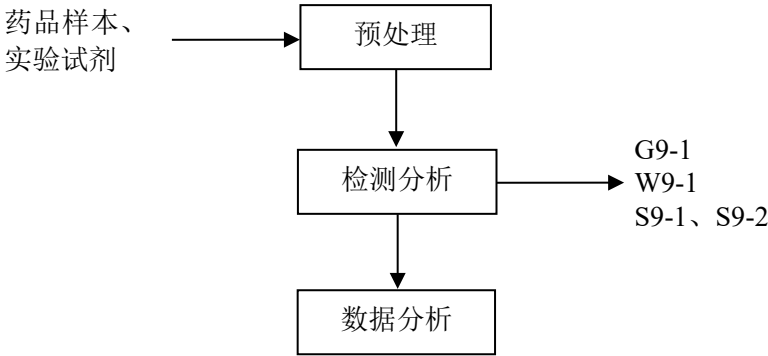 药品样本、
实验试剂
预处理
检测分析
G9-1
W9-1
S9-1、S9-2
数据分析